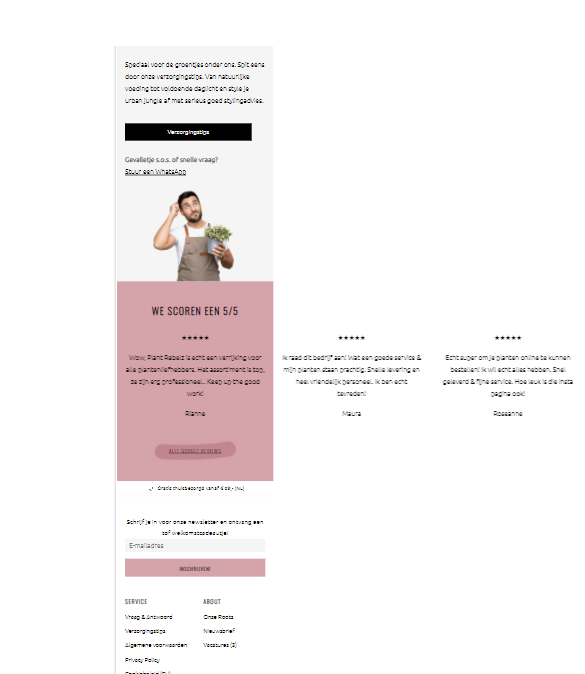 Speciaal voor de groentjes onder ons. Spit eens
door onze verzorgingstips. Van natuurlijke
voeding tot voldoende daglicht en style je
urban jungle af met serieus goed stylingadvies.
Verzorgingstips
Gevalletje s.o.s. of snelle vraag?
Stuur een WhatsApp
WE SCOREN EEN 5/5
★★★★★
Wow, Plant Rebelz is echt een verrijking voor
alle plantenliefhebbers. Het assortiment is top,
ze zijn erg professioneel.. Keep up the good
work!
Rianne
★★★★★
Ik raad dit bedrijf aan! Wat een goede service &
mijn planten staan prachtig. Snelle levering en
heel vriendelijk personeel. Ik ben echt
tevreden!
Maura
★★★★★
Echt super om je planten online te kunnen
bestellen! Ik wil echt alles hebben. Snel
geleverd & fijne service. Hoe leuk is die insta
pagina ook!
Roseanne
ALLE GOOGLE REVIEWS
Gratis thuisbezorgd vanaf € (NL)
Schrijf je in voor onze newsletter en ontvang een
tof welkomstcadeautje!
E-mailadres
INSCHRIJVEN!
SERVICE
Vraag & Antwoord
Verzorgingstips
Algemene voorwaarden
Privacy Policy
Cookiebeleid (EU)
ABOUT
Onze Roots
Nieuwsbrief
Vacatures (2)